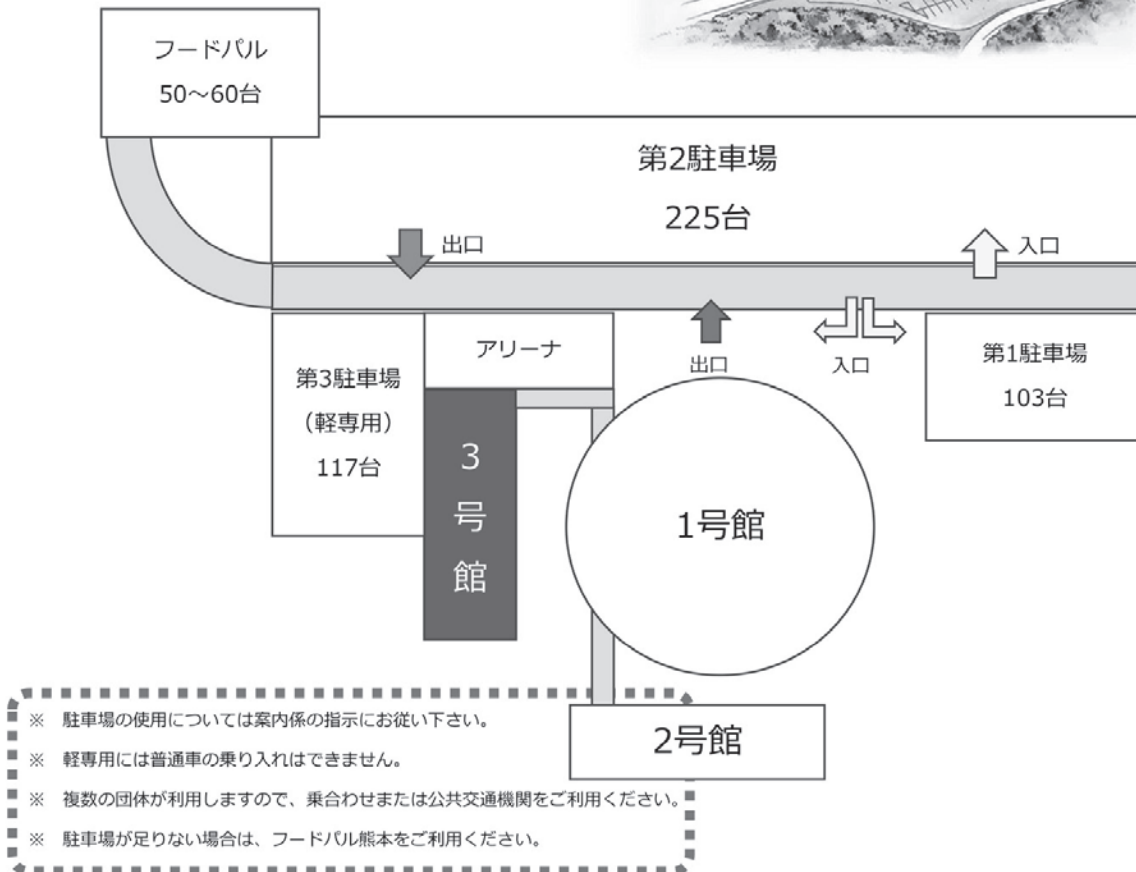 フードパル
50～60台
第2駐車場
225台
出口
入口
第3駐車場
（軽専用）
117台
アリーナ
出口
入口
第1駐車場
103台
3
号
館
1号館
2号館
※　駐車場の使用については案内係の指示にお従い下さい。
※　軽専用には普通車の乗り入れはできません。
※　複数の団体が利用しますので、乗合わせまたは公共交通機関をご利用ください。
※　駐車場が足りない場合は、フードパル熊本をご利用ください。